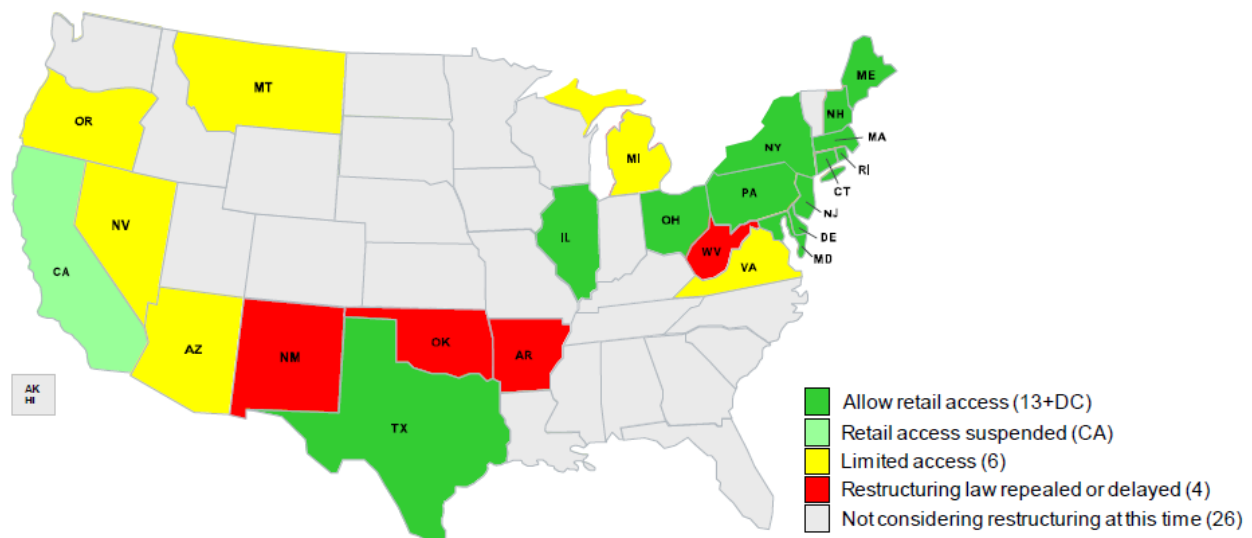 ME
MT
NH
OR
MA
NY
MI
RI
CT
PA
NJ
OH
NV
IL
DE
WV
MD
VA
CA
OK
AZ
NM
AR
AK
HI
TX
Allow retail access (13+DC)
Retail access suspended (CA)
Limited access (6)
Restructuring law repealed or delayed (4)
Not considering restructuring at this time (26)